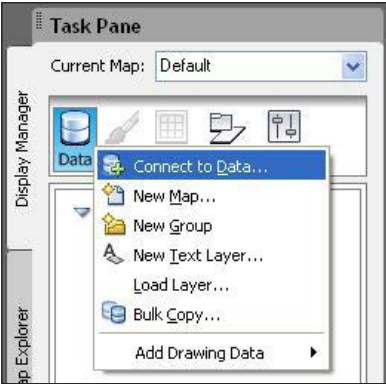 Task Pane
Current Map: Default
Display Manager
Data
Connect to Data...
New Map...
New Group
New Text Layer...
Load Layer...
Bulk Copy...
Add Drawing Data
Explorer